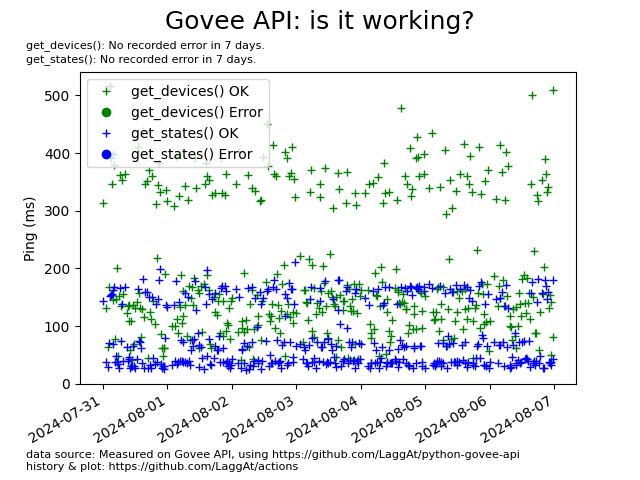 Govee API: is it working?
get_devices(): No recorded error in 7 days.
get_states(): No recorded error in 7 days.
get_devices() OK
get_devices() Error
get_states() OK
get_states() Error
Ping (ms)
500
400
300
200
100
0
2024-07-31
2024-08-01
2024-08-02
2024-08-03
2024-08-04
2024-08-05
2024-08-06
2024-08-07
data source: Measured on Govee API, using https://github.com/LaggAt/python-govee-api
history & plot: https://github.com/LaggAt/actions